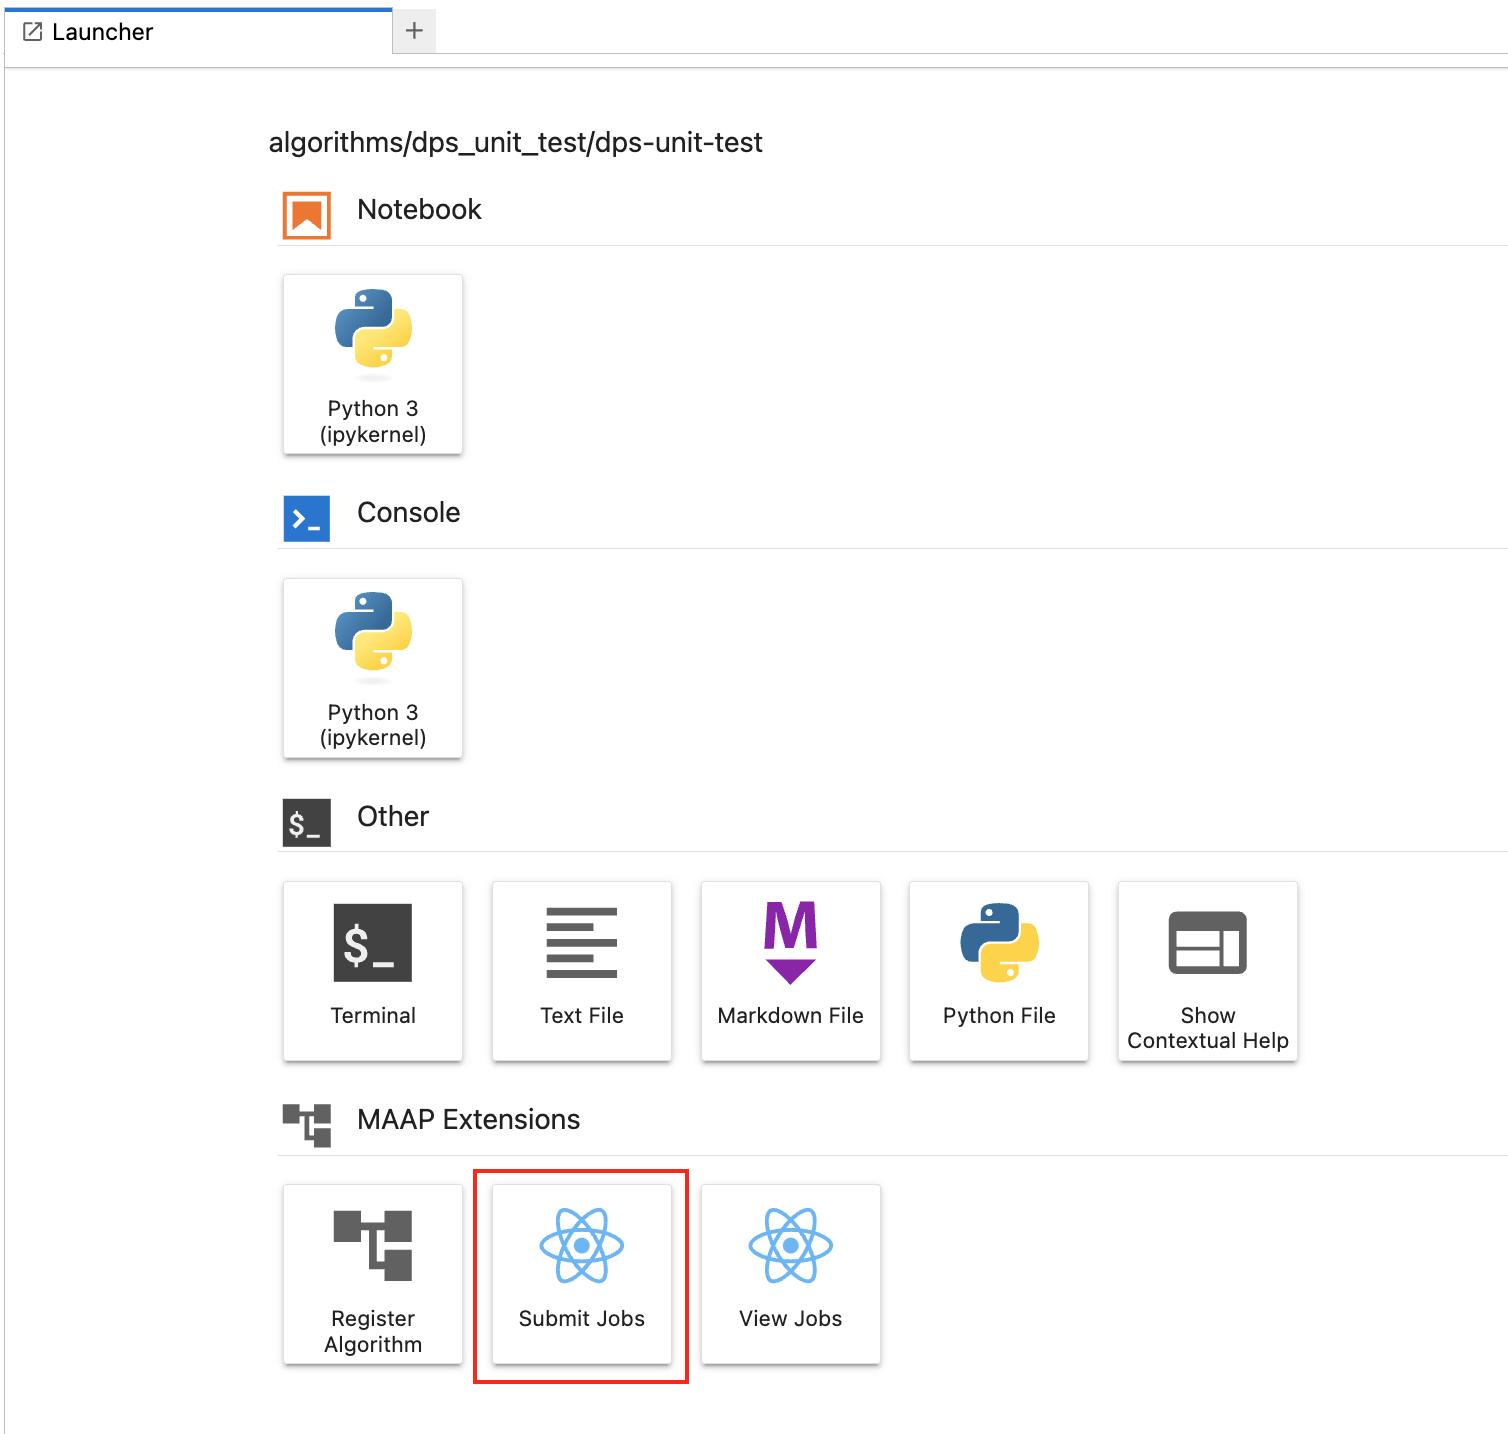 Launcher
algorithms/dps_unit_test/dps-unit-test
Notebook
Python 3
(ipykernel)
Console
Python 3
(ipykernel)
$_ Other
$_
Terminal
Text File
Markdown File
Python File
Show
Contextual Help
MAAP Extensions
Register
Algorithm
Submit Jobs
View Jobs